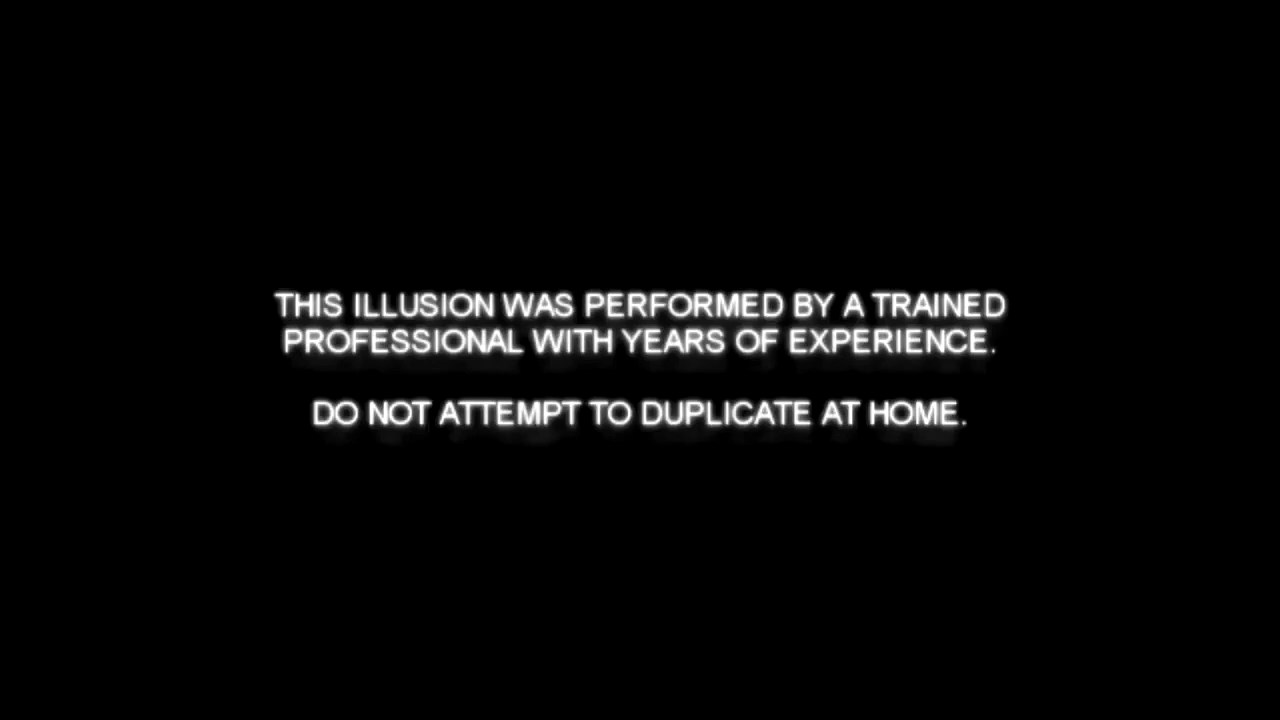 THIS ILLUSION WAS PERFORMED BY A TRAINED
PROFESSIONAL WITH YEARS OF EXPERIENCE.
DO NOT ATTEMPT TO DUPLICATE AT HOME.